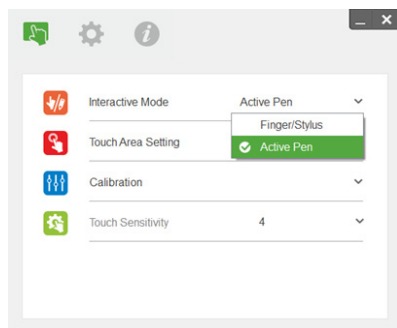 Interactive Mode Active Pen
Finger/Stylus
Touch Area Setting Active Pen
Calibration
Touch Sensitivity 4